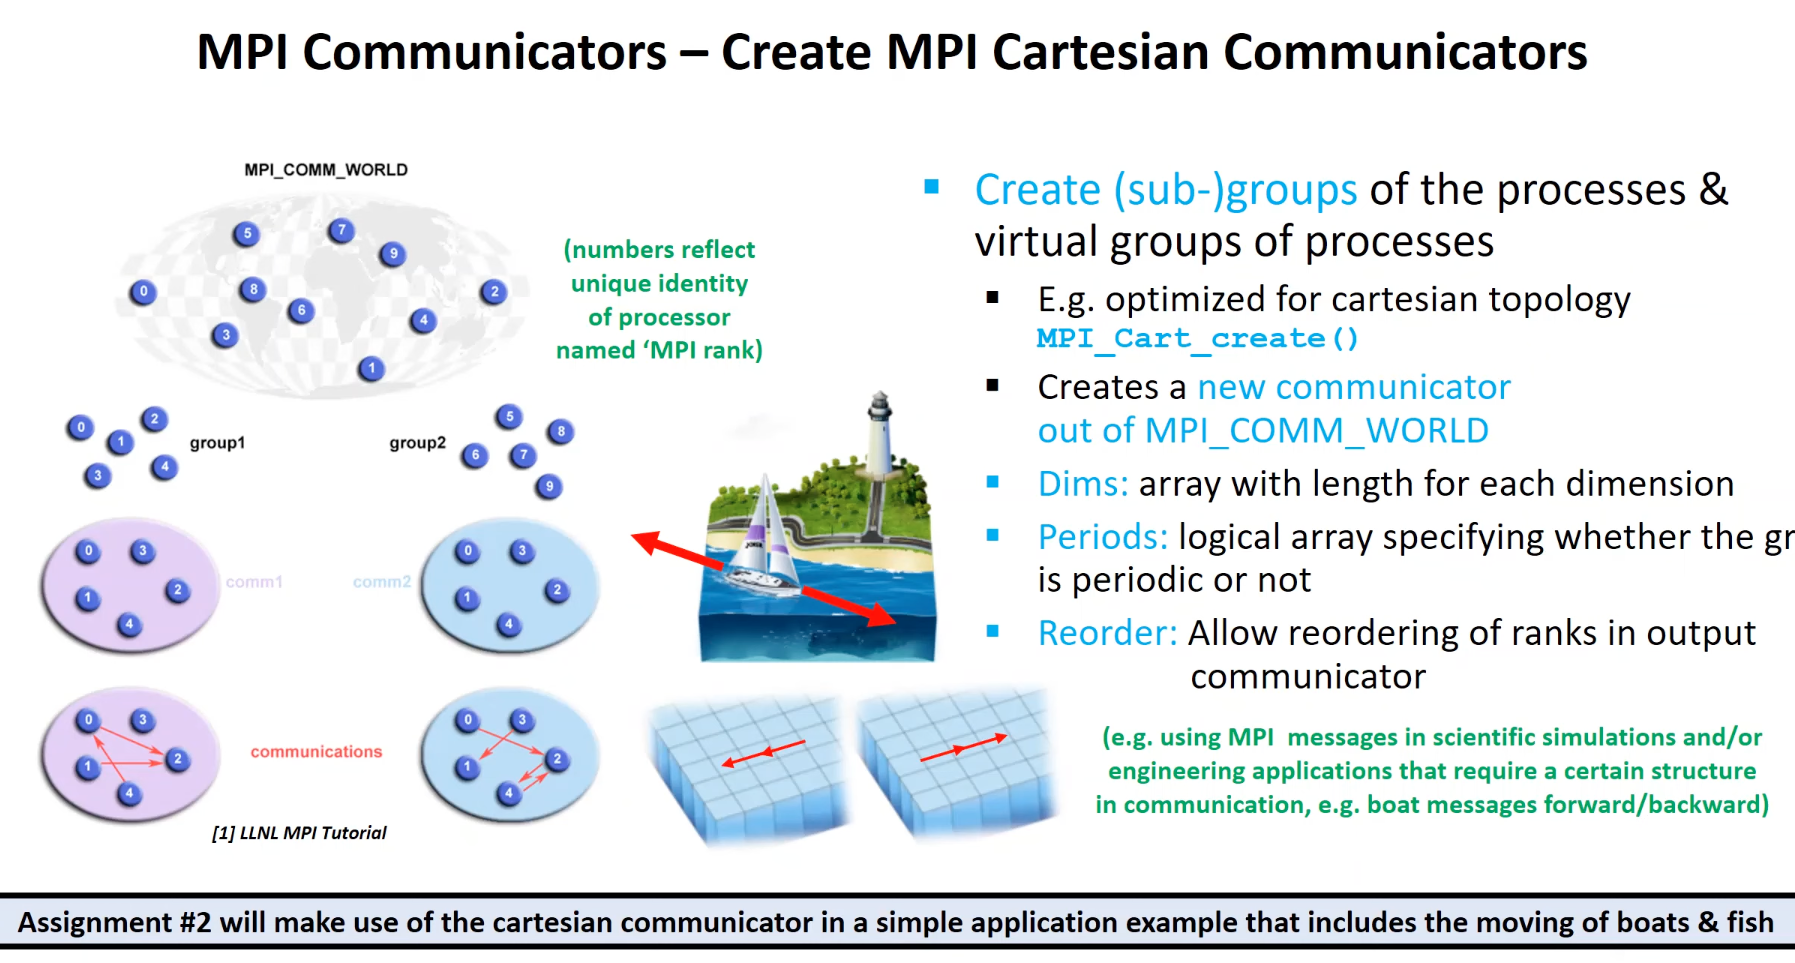 MPI Communicators – Create MPI Cartesian Communicators
MPI_COMM_WORLD
5
7
9
0
8
2
6
4
3
1
(numbers reflect
unique identity
of processor
named ‘MPI rank)
0
2
1
3
4
group1
group2
5
8
6
7
9
0
3
1
2
4
comm1
comm2
0
3
1
2
4
0
3
1
2
4
communications
0
3
1
2
4
[1] LLNL MPI Tutorial
▪ Create (sub-)groups of the processes &
virtual groups of processes
▪ E.g. optimized for cartesian topology
MPI_Cart_create()
▪ Creates a new communicator
out of MPI_COMM_WORLD
▪ Dims: array with length for each dimension
▪ Periods: logical array specifying whether the gr
is periodic or not
▪ Reorder: Allow reordering of ranks in output
communicator
(e.g. using MPI messages in scientific simulations and/or
engineering applications that require a certain structure
in communication, e.g. boat messages forward/backward)
Assignment #2 will make use of the cartesian communicator in a simple application example that includes the moving of boats & fish